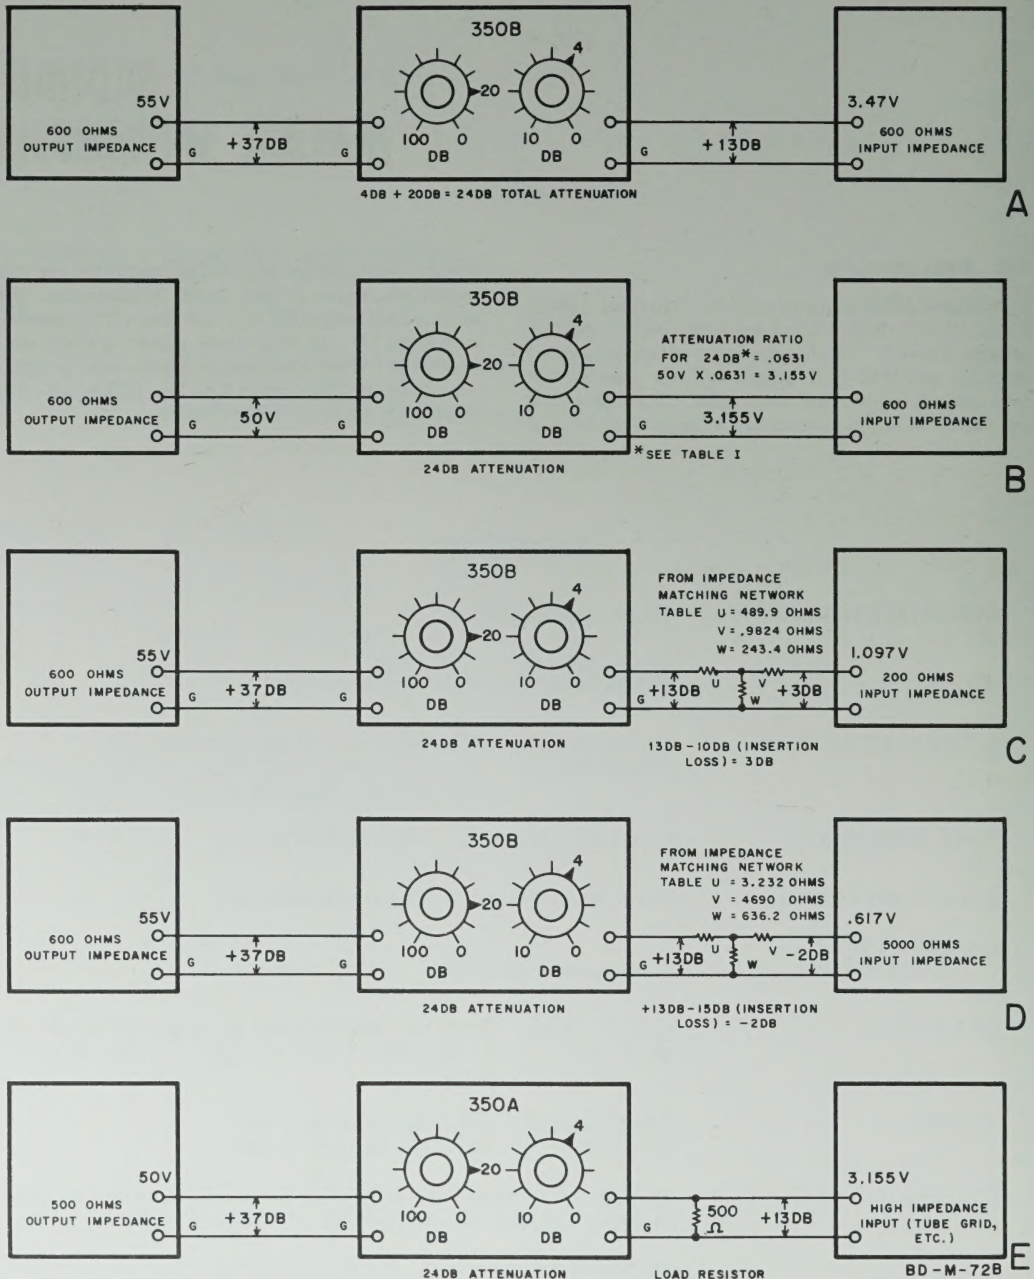 350B
4
55V
20
3.47V
600 OHMS
OUTPUT IMPEDANCE
+37DB
G
G
100 0
DB
10 0
DB
G
+13DB
600 OHMS
INPUT IMPEDANCE
4DB + 20DB = 24DB TOTAL ATTENUATION
A
350B
4
20
ATTENUATION RATIO
FOR 24DB* = .0631
50V X .0631 = 3.155V
600 OHMS
OUTPUT IMPEDANCE
G
50V
100 0
DB
10 0
DB
G
3.155V
600 OHMS
INPUT IMPEDANCE
*SEE TABLE I
24DB ATTENUATION
B
350B
4
20
FROM IMPEDANCE
MATCHING NETWORK
TABLE U = 489.9 OHMS
V = .9824 OHMS
W = 243.4 OHMS
55V
1.097V
600 OHMS
OUTPUT IMPEDANCE
G
+37DB
G
100 0
DB
10 0
DB
G
+13DB
U
V
W
+3DB
200 OHMS
INPUT IMPEDANCE
24DB ATTENUATION
13DB-10DB (INSERTION
LOSS) = 3DB
C
350B
4
20
FROM IMPEDANCE
MATCHING NETWORK
TABLE U = 3.232 OHMS
V = 4690 OHMS
W = 636.2 OHMS
55V
.617V
600 OHMS
OUTPUT IMPEDANCE
G
+37DB
G
100 0
DB
10 0
DB
G
+13DB
U
V
W
-2DB
5000 OHMS
INPUT IMPEDANCE
24DB ATTENUATION
+13DB-15DB (INSERTION
LOSS) = -2DB
D
350A
4
20
50V
3.155V
500 OHMS
OUTPUT IMPEDANCE
G
+37DB
G
100 0
DB
10 0
DB
G
500
Ω
+13DB
HIGH IMPEDANCE
INPUT (TUBE GRID,
ETC.)
24DB ATTENUATION
LOAD RESISTOR
BD-M-72B
E